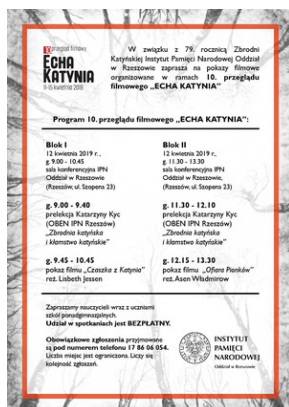 10 przegląd filmowy
ECHA
KATYNIA
9-15 kwietnia 2019
W związku z 79. rocznicą Zbrodni
Katyńskiej Instytut Pamięci Narodowej Oddział
w Rzeszowie zaprasza na pokazy filmowe
organizowane w ramach 10. przeglądu
filmowego „ECHA KATYNIA”
Program 10. przeglądu filmowego „ECHA KATYNIA”:
Blok I
12 kwietnia 2019 r.,
g. 9.00 - 10.45
sala konferencyjna IPN
Oddział w Rzeszowie
(Rzeszów, ul. Szopena 23)
g. 9.00 - 9.40
prelekcja Katarzyny Kyc
(OBEN IPN Rzeszów)
„Zbrodnia katyńska
i kłamstwo katyńskie”
g. 9.45 - 10.45
pokaz filmu „Czaszka z Katynia”
reż. Lisbeth Jessen
Blok II
12 kwietnia 2019 r.,
g. 11.30 - 13.30
sala konferencyjna IPN
Oddział w Rzeszowie
(Rzeszów, ul. Szopena 23)
g. 11.30 - 12.10
prelekcja Katarzyny Kyc
(OBEN IPN Rzeszów)
„Zbrodnia katyńska
i kłamstwo katyńskie”
g. 12.15 - 13.30
pokaz filmu „Ofiara Pionków”
reż. Asen Władimirow
Zapraszamy nauczycieli wraz z uczniami
szkół ponadgimnazjalnych.
Udział w spotkaniach jest BEZPŁATNY.
Obowiązkowe zgłoszenia przyjmowane
są pod numerem telefonu 17 86 06 054.
Liczba miejsc jest ograniczona. Liczy się
kolejność zgłoszeń.
INSTYTUT
PAMIĘCI
NARODOWEJ
Oddział w Rzeszowie